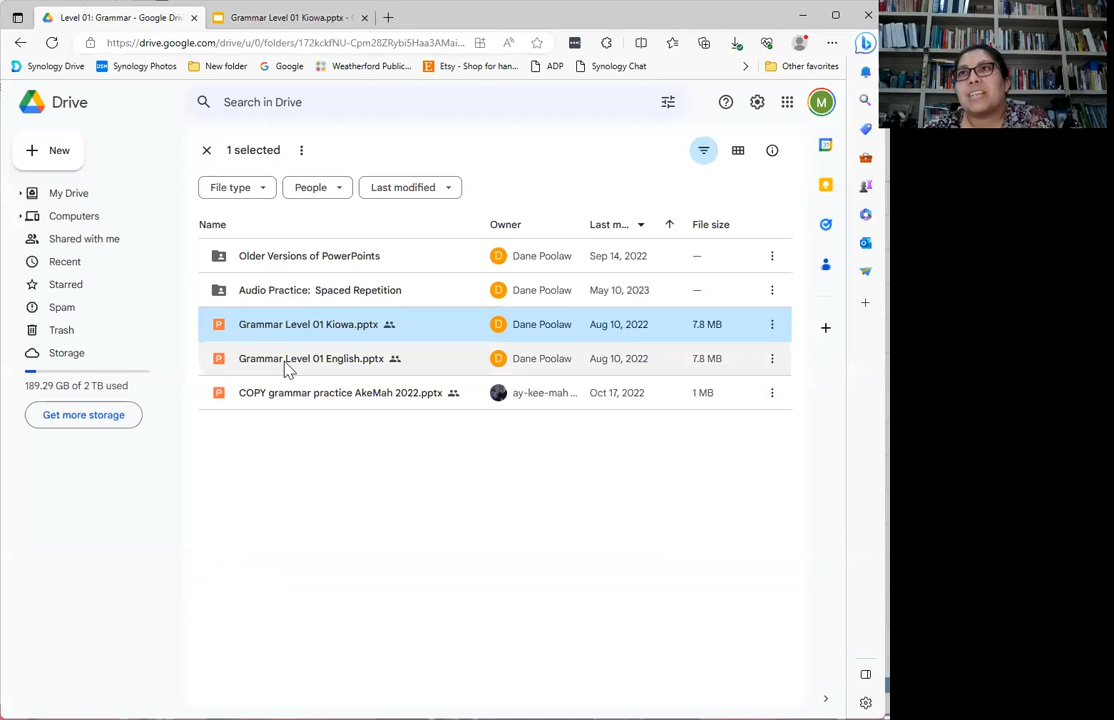 Level 01: Grammar - Google Dri
Grammar Level 01 Kiowa.pptx - G
https://drive.google.com/drive/u/0/folders/172kckfNU-Cpm28ZRybi5Haa3AMai...
Synology Drive
DSM
Synology Photos
New folder
Google
Weatherford Public...
Etsy - Shop for han...
ADP
Synology Chat
Other favorites
Drive
Search in Drive
M
New
1 selected
My Drive
Computers
Shared with me
Recent
Starred
Spam
Trash
Storage
189.29 GB of 2 TB used
Get more storage
File type
People
Last modified
Name
Owner
Last m...
File size
Older Versions of PowerPoints
D
Dane Poolaw
Sep 14, 2022
—
Audio Practice: Spaced Repetition
D
Dane Poolaw
May 10, 2023
—
P
Grammar Level 01 Kiowa.pptx
D
Dane Poolaw
Aug 10, 2022
7.8 MB
P
Grammar Level 01 English.pptx
D
Dane Poolaw
Aug 10, 2022
7.8 MB
P
COPY grammar practice AkeMah 2022.pptx
ay-kee-mah ...
Oct 17, 2022
1 MB